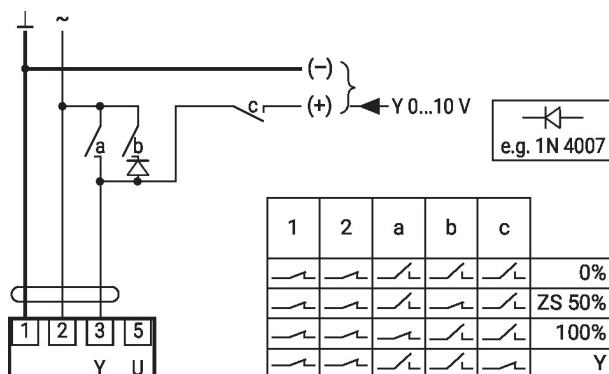 ⊥ ~
(–)
c (+) Y 0...10 V
a b
e.g. 1N 4007
1 2 a b c
0%
ZS 50%
100%
Y
1 2 3 5
Y U